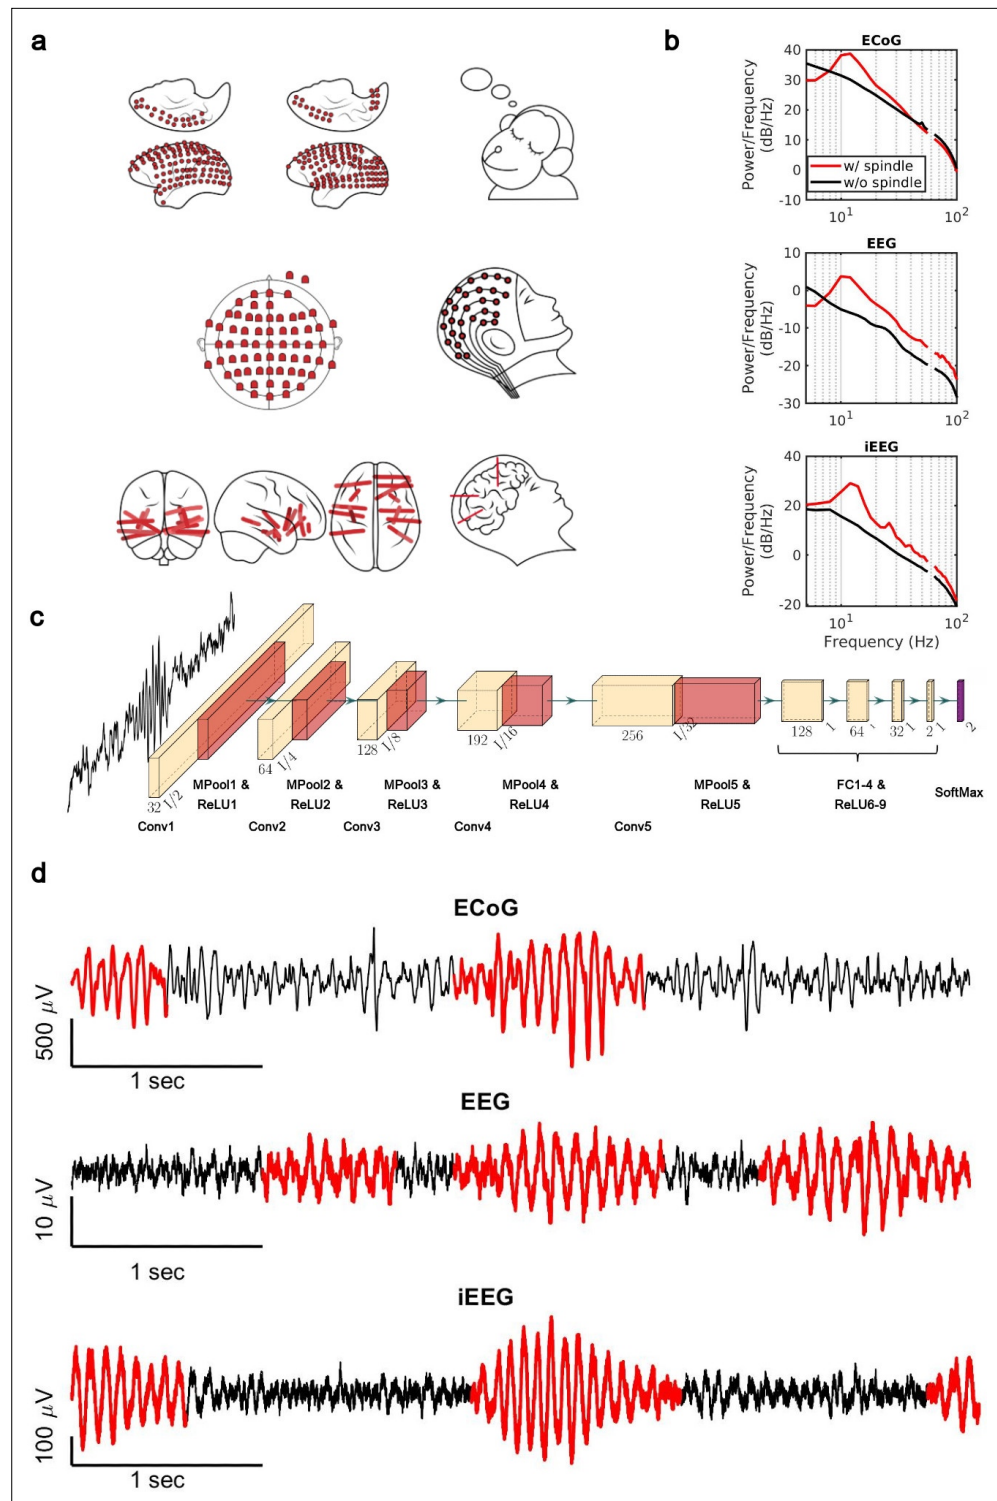 a
b
ECoG
Power/Frequency
(dB/Hz)
40
30
20
10
0
-10
w/ spindle
w/o spindle
10¹
10²
EEG
Power/Frequency
(dB/Hz)
10
0
-10
-20
-30
10¹
10²
iEEG
Power/Frequency
(dB/Hz)
40
20
0
-20
10¹
10²
Frequency (Hz)
c
32 1/2
64 1/4
128 1/8
192 1/16
256 1/32
128 1
64 1
32 1
2 1
2
MPool1 &
ReLU1
MPool2 &
ReLU2
MPool3 &
ReLU3
MPool4 &
ReLU4
MPool5 &
ReLU5
FC1-4 &
ReLU6-9
SoftMax
Conv1
Conv2
Conv3
Conv4
Conv5
d
ECoG
500 μV
1 sec
EEG
10 μV
1 sec
iEEG
100 μV
1 sec